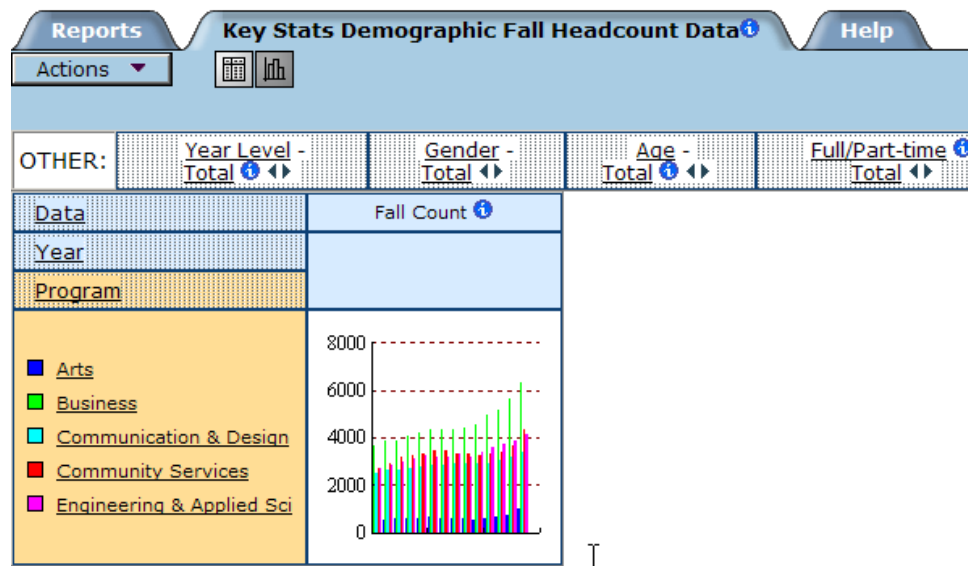 Reports Key Stats Demographic Fall Headcount Data Help
Actions
OTHER: Year Level - Gender - Age - Full/Part-time
Total Total Total Total
Data Fall Count
Year
Program
8000
6000
4000
2000
0
Arts
Business
Communication & Design
Community Services
Engineering & Applied Sci